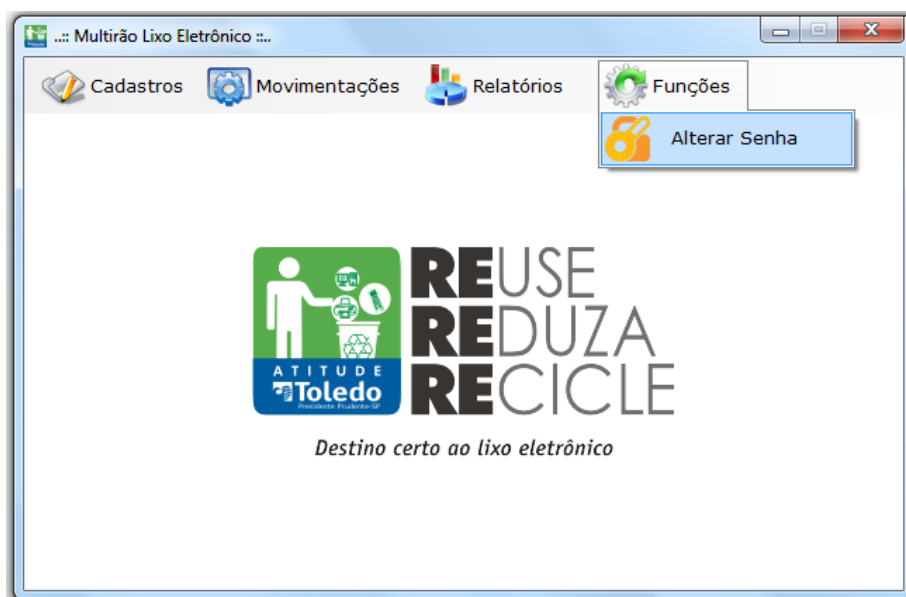 ..:: Multirão Lixo Eletrônico ::..
Cadastros Movimentações Relatórios Funções
Alterar Senha
REUSE
REDUZA
RECICLE
ATITUDE
Toledo
Presidente Prudente-SP
Destino certo ao lixo eletrônico